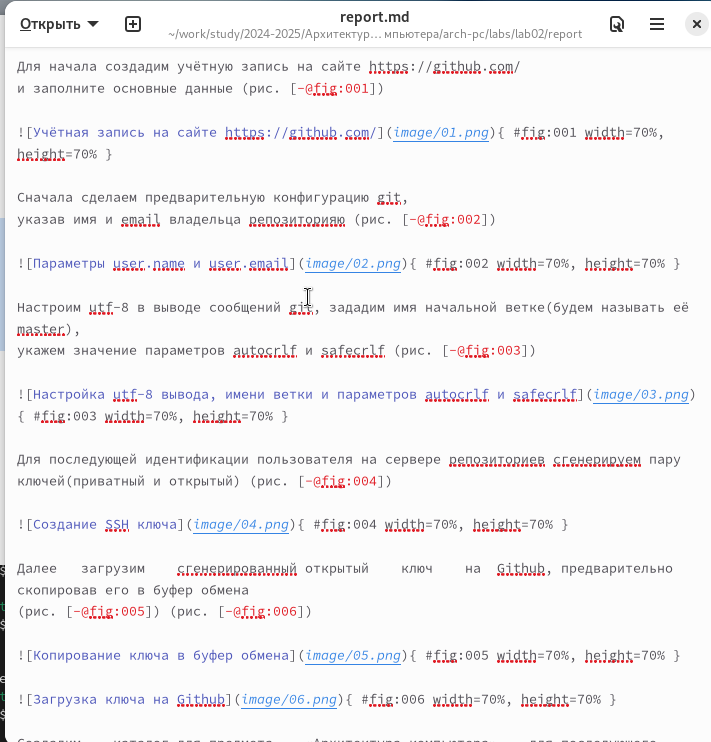 Открыть
report.md
~/work/study/2024-2025/Архитектур... мпьютера/arch-pc/labs/lab02/report
Для начала создадим учётную запись на сайте https://github.com/
и заполните основные данные (рис. [-@fig:001])
![Учётная запись на сайте https://github.com/](image/01.png){ #fig:001 width=70%,
height=70% }
Сначала сделаем предварительную конфигурацию git,
указав имя и email владельца репозиторияю (рис. [-@fig:002])
![Параметры user.name и user.email](image/02.png){ #fig:002 width=70%, height=70% }
Настроим utf-8 в выводе сообщений git, зададим имя начальной ветке(будем называть её
master),
укажем значение параметров autocrlf и safecrlf (рис. [-@fig:003])
![Настройка utf-8 вывода, имени ветки и параметров autocrlf и safecrlf](image/03.png)
{ #fig:003 width=70%, height=70% }
Для последующей идентификации пользователя на сервере репозиториев сгенерируем пару
ключей(приватный и открытый) (рис. [-@fig:004])
![Создание SSH ключа](image/04.png){ #fig:004 width=70%, height=70% }
Далее загрузим сгенерированный открытый ключ на Github, предварительно
скопировав его в буфер обмена
(рис. [-@fig:005]) (рис. [-@fig:006])
![Копирование ключа в буфер обмена](image/05.png){ #fig:005 width=70%, height=70% }
![Загрузка ключа на Github](image/06.png){ #fig:006 width=70%, height=70% }